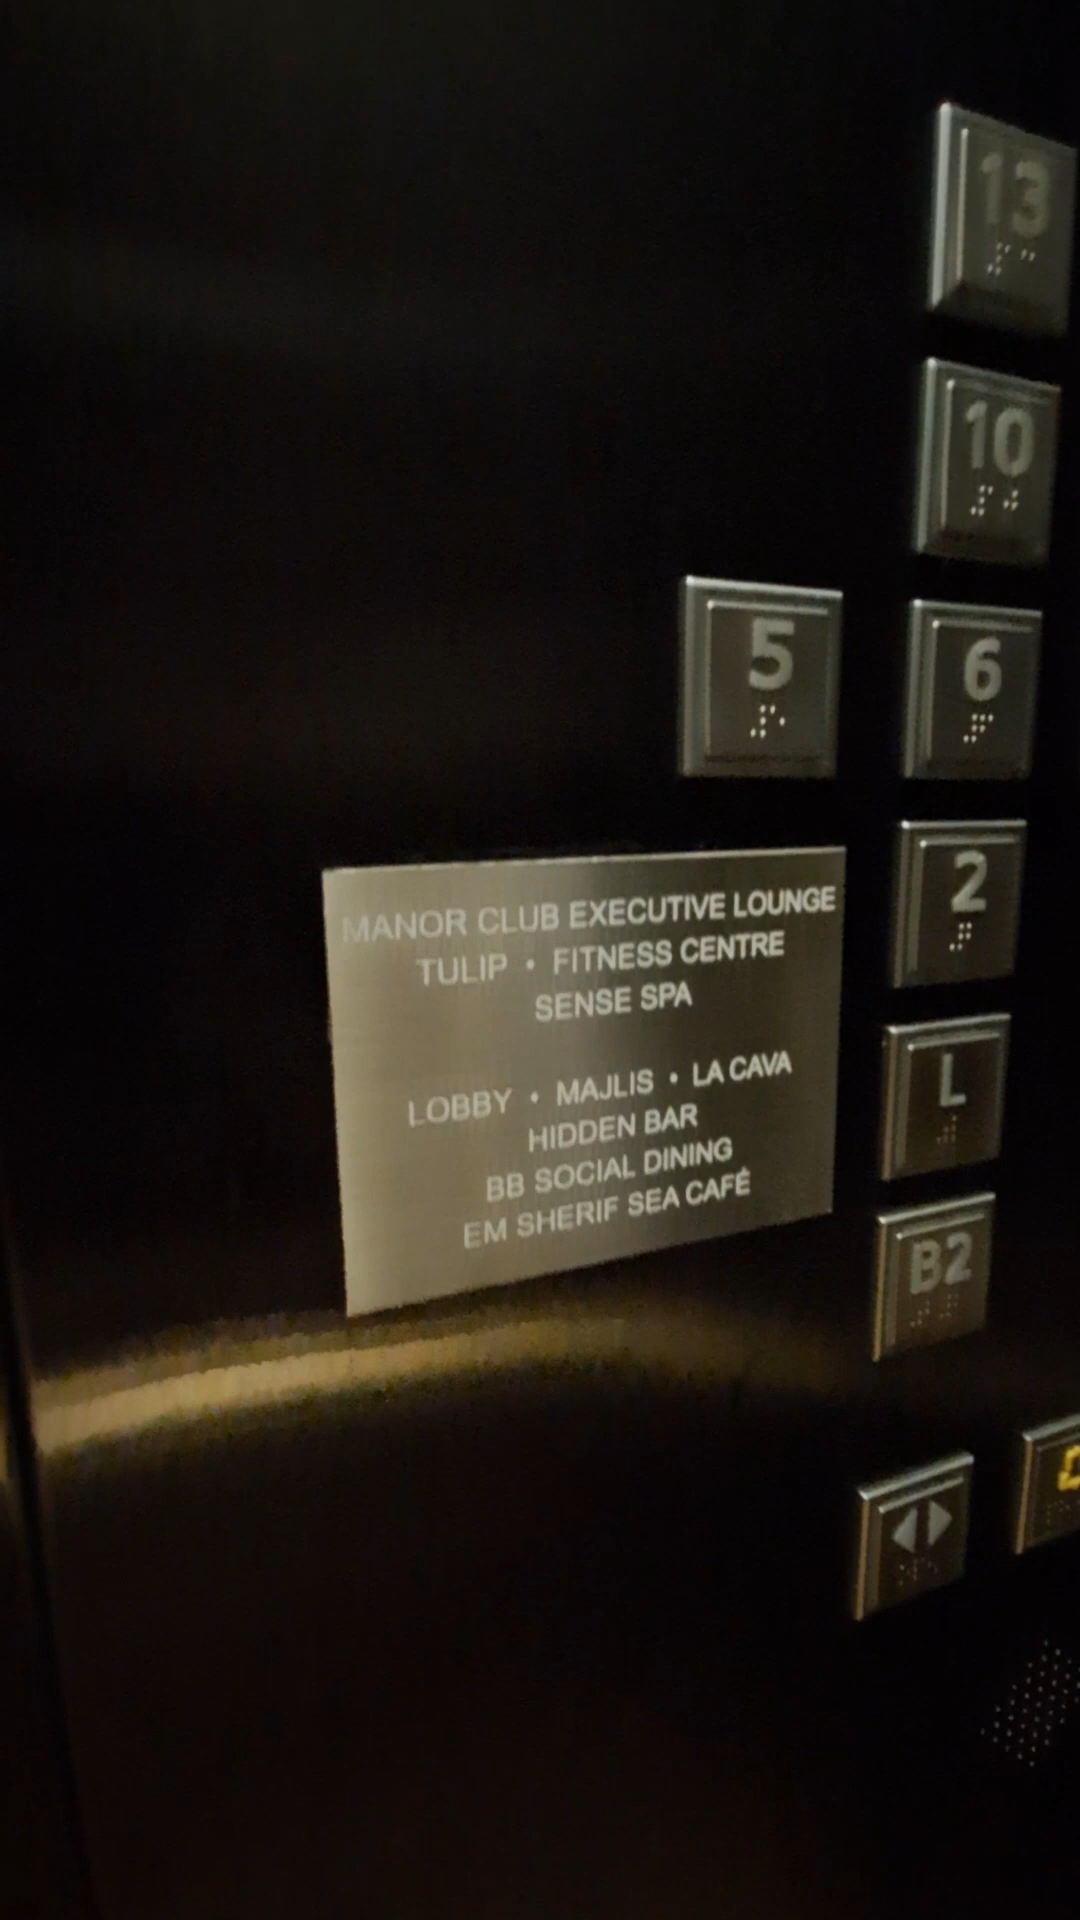 13
10
5
6
MANOR CLUB EXECUTIVE LOUNGE
TULIP • FITNESS CENTRE
SENSE SPA
2
LOBBY • MAJLIS • LA CAVA
HIDDEN BAR
BB SOCIAL DINING
EM SHERIF SEA CAFÉ
L
B2